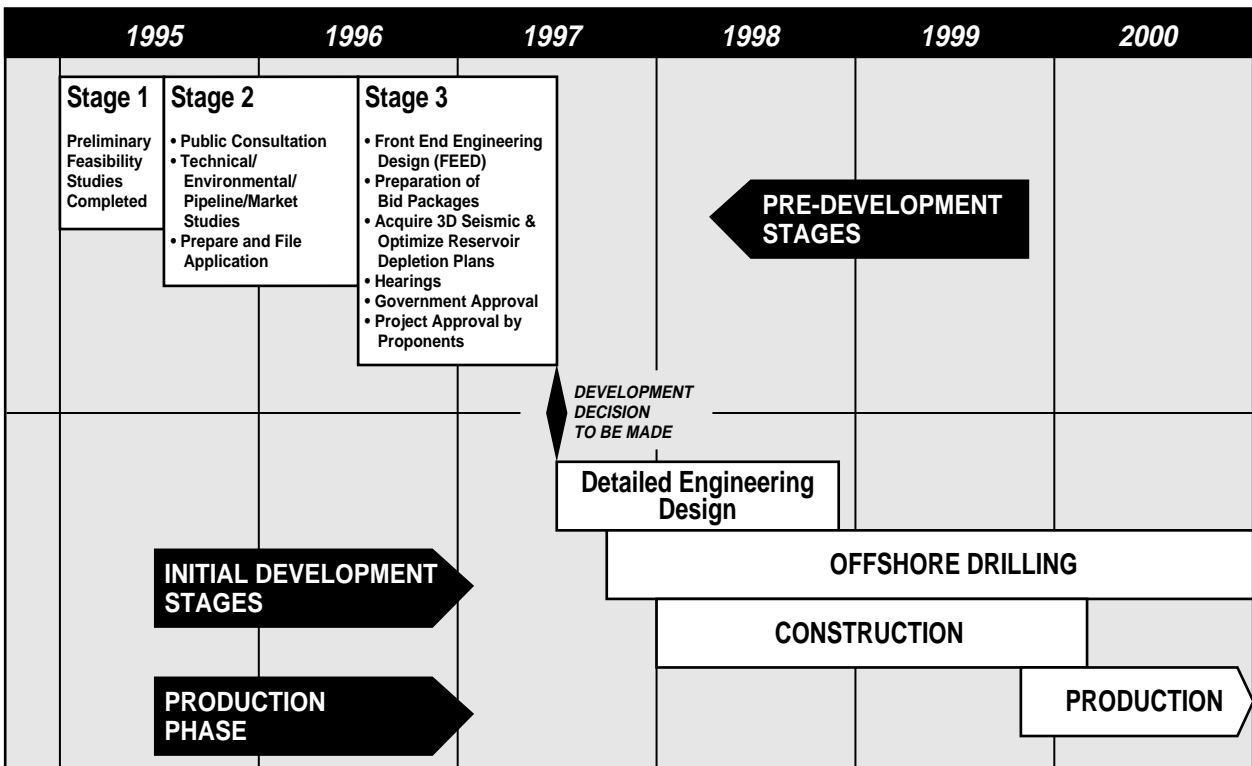 1995 1996 1997 1998 1999 2000
Stage 1
Preliminary
Feasibility
Studies
Completed
Stage 2
• Public Consultation
• Technical/
Environmental/
Pipeline/Market
Studies
• Prepare and File
Application
Stage 3
• Front End Engineering
Design (FEED)
• Preparation of
Bid Packages
• Acquire 3D Seismic &
Optimize Reservoir
Depletion Plans
• Hearings
• Government Approval
• Project Approval by
Proponents
PRE-DEVELOPMENT
STAGES
DEVELOPMENT
DECISION
TO BE MADE
Detailed Engineering
Design
OFFSHORE DRILLING
INITIAL DEVELOPMENT
STAGES
CONSTRUCTION
PRODUCTION
PHASE
PRODUCTION